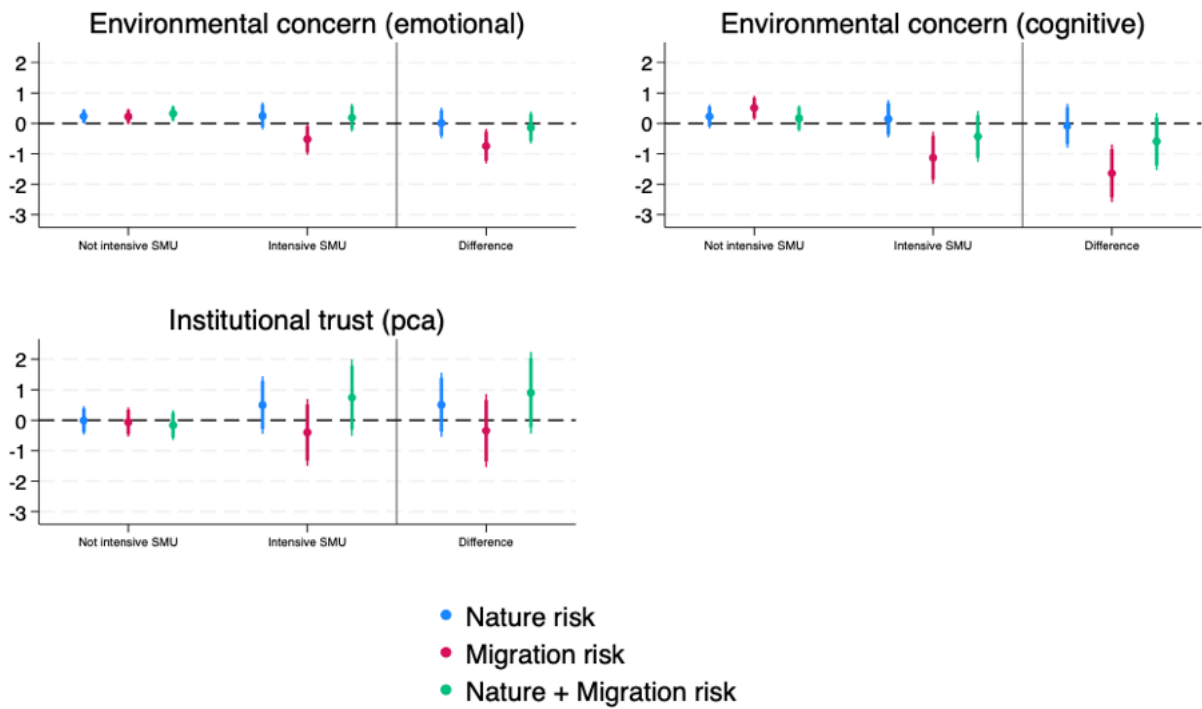 Environmental concern (emotional)
2
1
0
-1
-2
-3
Not intensive SMU
Intensive SMU
Difference
Environmental concern (cognitive)
2
1
0
-1
-2
-3
Not intensive SMU
Intensive SMU
Difference
Institutional trust (pca)
2
1
0
-1
-2
-3
Not intensive SMU
Intensive SMU
Difference
Nature risk
Migration risk
Nature + Migration risk